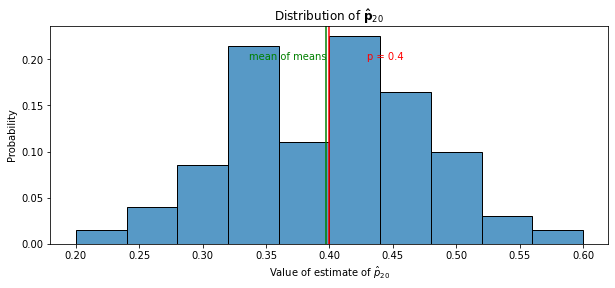 Distribution of p̂₂₀
Probability
0.20
0.15
0.10
0.05
0.00
mean of means
p = 0.4
0.20 0.25 0.30 0.35 0.40 0.45 0.50 0.55 0.60
Value of estimate of p̂₂₀